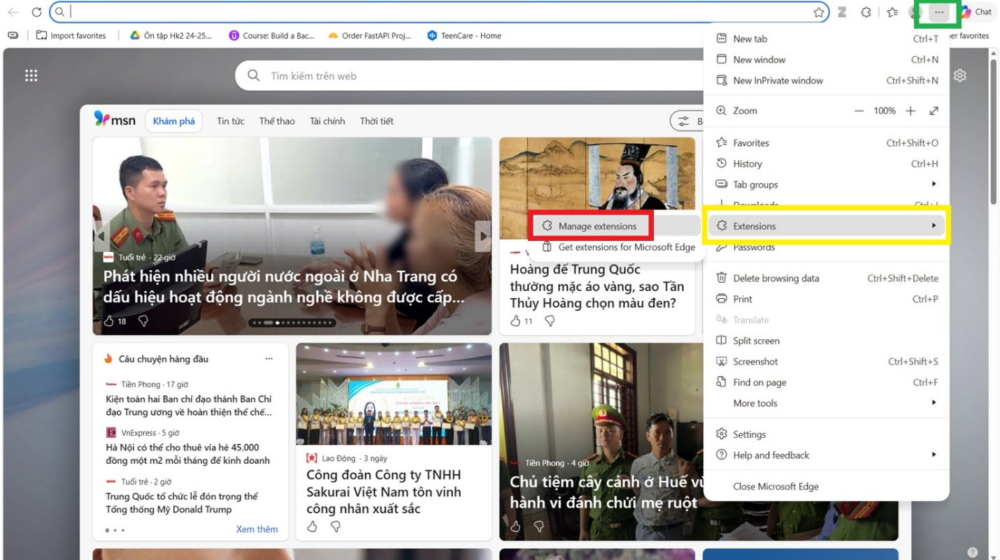 Chat
Import favorites
Ôn tập Hk2 24-25...
Course: Build a Bac...
Order FastAPI Proj...
TeenCare - Home
er favorites
Tìm kiếm trên web
msn
Khám phá
Tin tức
Thể thao
Tài chính
Thời tiết
Tuổi trẻ · 22 giờ
Phát hiện nhiều người nước ngoài ở Nha Trang có
dấu hiệu hoạt động ngành nghề không được cấp...
18
Hoàng đế Trung Quốc
thường mặc áo vàng, sao Tần
Thủy Hoàng chọn màu đen?
11
Câu chuyện hàng đầu
Tiền Phong · 17 giờ
Kiện toàn hai Ban chỉ đạo thành Ban Chỉ
đạo Trung ương về hoàn thiện thể chế...
VnExpress · 5 giờ
Hà Nội có thể cho thuê vỉa hè 45.000
đồng một m2 mỗi tháng để kinh doanh
Tuổi trẻ · 2 giờ
Trung Quốc tổ chức lễ đón trọng thể
Tổng thống Mỹ Donald Trump
Xem thêm
Lao Động · 3 ngày
Công đoàn Công ty TNHH
Sakurai Việt Nam tôn vinh
công nhân xuất sắc
Tiền Phong · 4 giờ
Chủ tiệm cây cảnh ở Huế
hành vi đánh chửi mẹ ruột
New tab Ctrl+T
New window Ctrl+N
New InPrivate window Ctrl+Shift+N
Zoom 100%
Favorites Ctrl+Shift+O
History Ctrl+H
Tab groups
Downloads Ctrl+J
Extensions
Manage extensions
Get extensions for Microsoft Edge
Passwords
Delete browsing data Ctrl+Shift+Delete
Print Ctrl+P
Translate
Split screen
Screenshot Ctrl+Shift+S
Find on page Ctrl+F
More tools
Settings
Help and feedback
Close Microsoft Edge